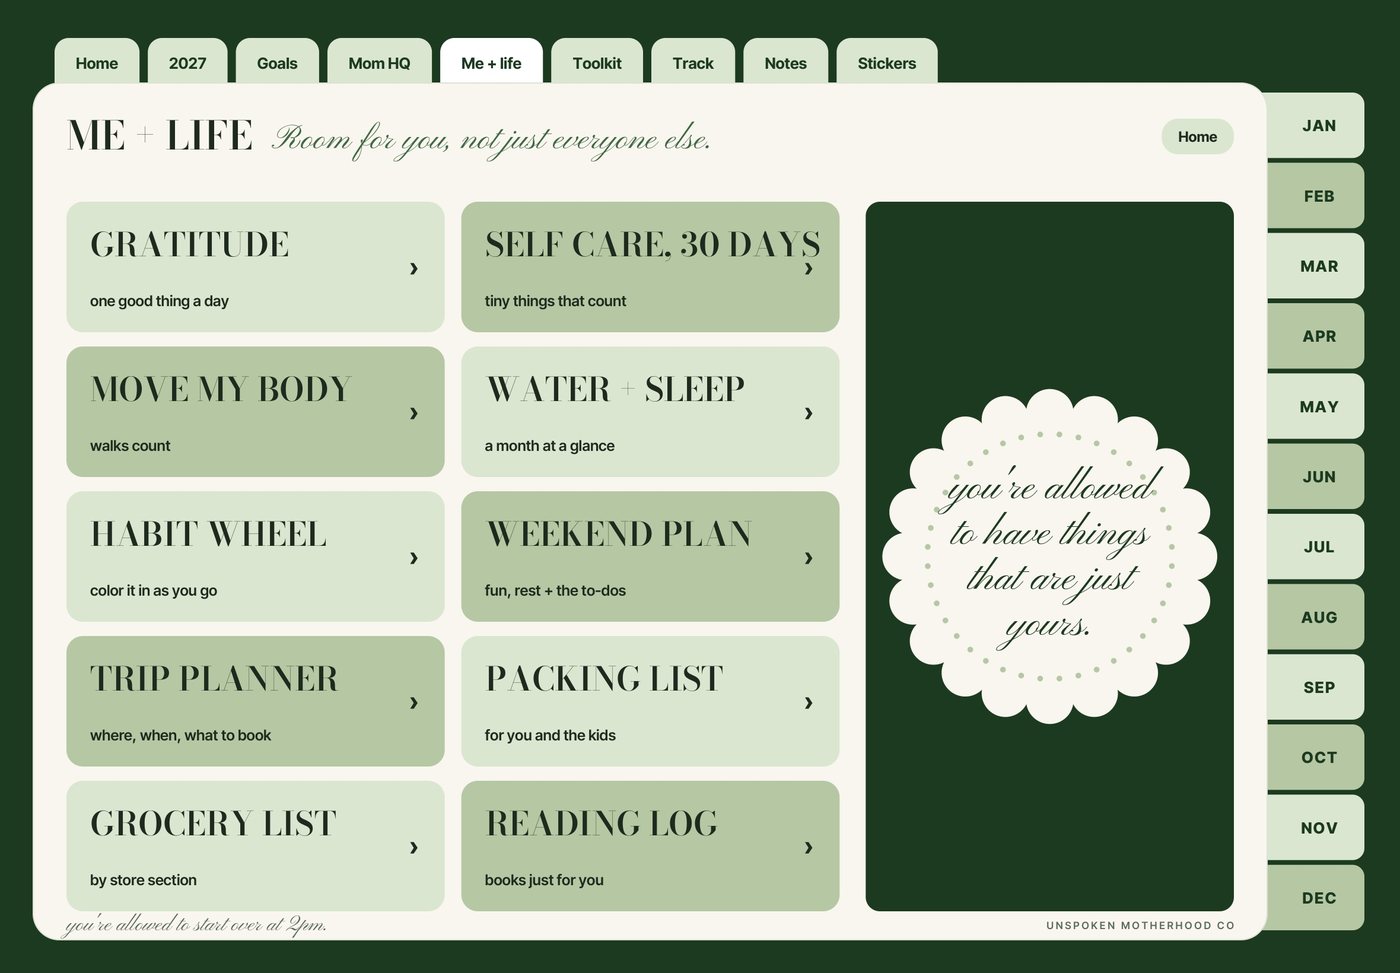 Home
2027
Goals
Mom HQ
Me + life
Toolkit
Track
Notes
Stickers
ME + LIFE Room for you, not just everyone else.
Home
GRATITUDE
›
one good thing a day
SELF CARE, 30 DAYS
›
tiny things that count
MOVE MY BODY
›
walks count
WATER + SLEEP
›
a month at a glance
HABIT WHEEL
›
color it in as you go
WEEKEND PLAN
›
fun, rest + the to-dos
TRIP PLANNER
›
where, when, what to book
PACKING LIST
›
for you and the kids
GROCERY LIST
›
by store section
READING LOG
›
books just for you
you're allowed
to have things
that are just
yours.
you're allowed to start over at 2pm.
UNSPOKEN MOTHERHOOD CO
JAN
FEB
MAR
APR
MAY
JUN
JUL
AUG
SEP
OCT
NOV
DEC